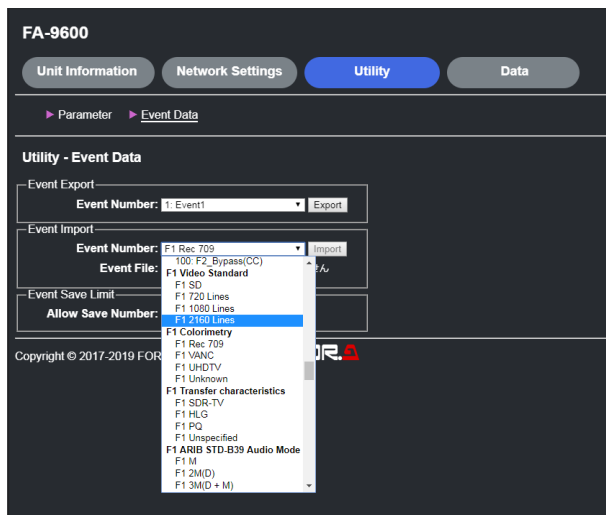 FA-9600
Unit Information Network Settings Utility Data
▶ Parameter ▶ Event Data
Utility - Event Data
Event Export
Event Number: 1: Event1 Export
Event Import
Event Number: F1 Rec 709 Import
Event File: せん
100: F2_Bypass(CC)
F1 Video Standard
F1 SD
F1 720 Lines
F1 1080 Lines
F1 2160 Lines
F1 Colorimetry
F1 Rec 709
F1 VANC
F1 UHDTV
F1 Unknown
F1 Transfer characteristics
F1 SDR-TV
F1 HLG
F1 PQ
F1 Unspecified
F1 ARIB STD-B39 Audio Mode
F1 M
F1 2M(D)
F1 3M(D + M)
Event Save Limit
Allow Save Number:
Copyright © 2017-2019 FOR